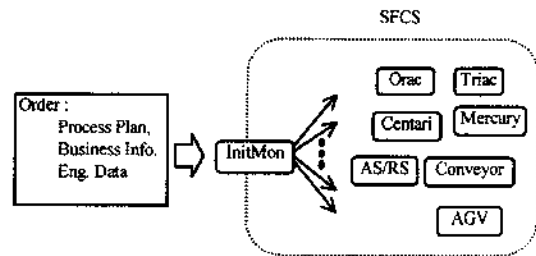 SFCS
Order :
Process Plan,
Business Info.
Eng. Data
InitMon
Orac
Triac
Centari
Mercury
AS/RS
Conveyor
AGV